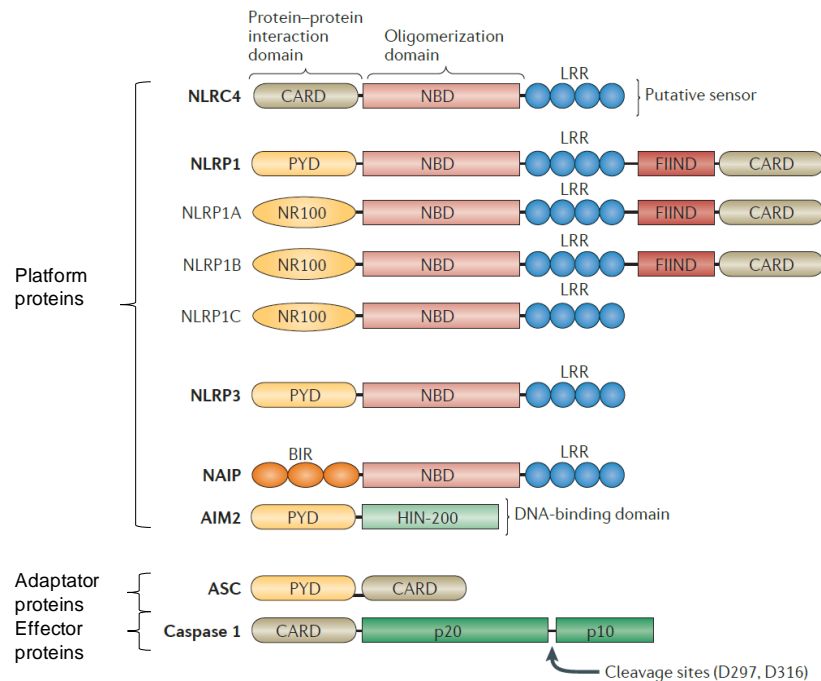 Protein–protein
interaction
domain
Oligomerization
domain
LRR
NLRC4 CARD NBD Putative sensor
LRR
NLRP1 PYD NBD FIIND CARD
LRR
NLRP1A NR100 NBD FIIND CARD
LRR
NLRP1B NR100 NBD FIIND CARD
Platform
proteins
LRR
NLRP1C NR100 NBD
LRR
NLRP3 PYD NBD
BIR LRR
NAIP NBD
AIM2 PYD HIN-200 DNA-binding domain
Adaptator
proteins
ASC PYD CARD
Effector
proteins
Caspase 1 CARD p20 p10
Cleavage sites (D297, D316)